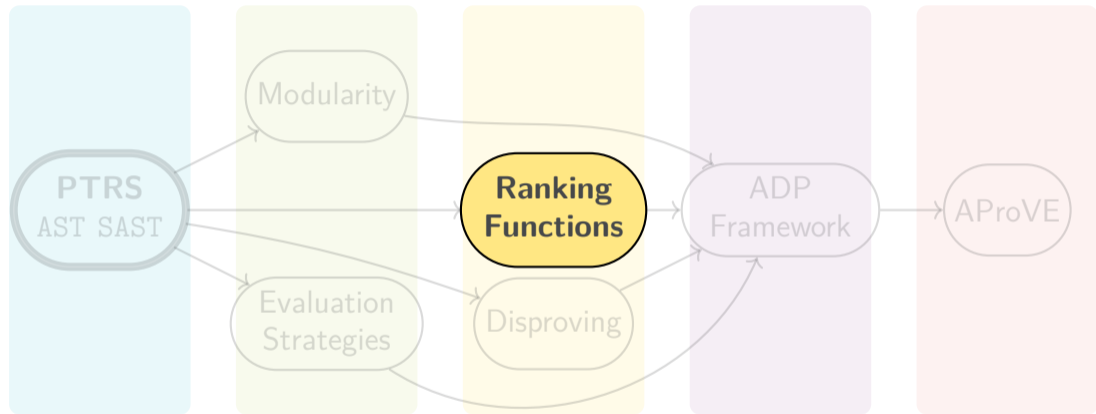 PTRS
AST SAST
Modularity
Evaluation
Strategies
Ranking
Functions
Disproving
ADP
Framework
AProVE